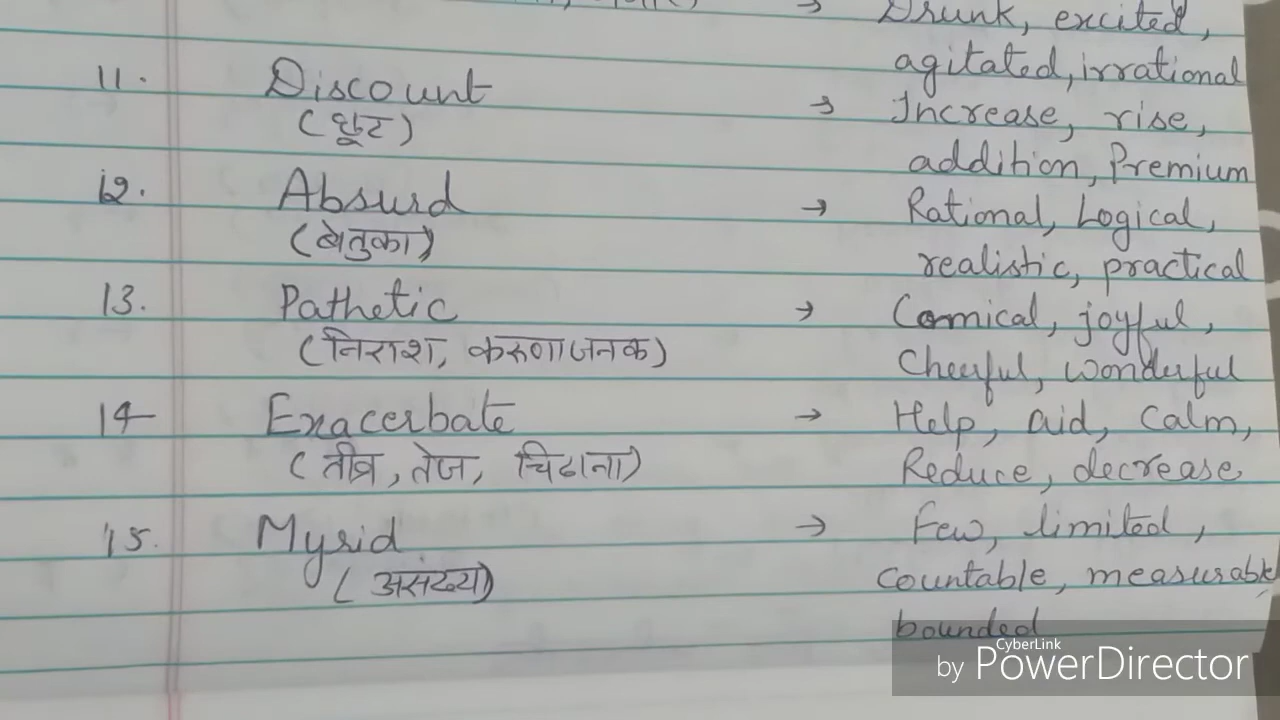 → Drunk, excited,
agitated, irrational
11. Discount → Increase, rise,
(छूट) addition, Premium
12. Absurd → Rational, Logical,
(बेतुका) realistic, practical
13. Pathetic → Comical, joyful,
(निराश, करुणाजनक) Cheerful, wonderful
14 Exacerbate → Help, aid, Calm,
(तीव्र, तेज, चिढाना) Reduce, decrease,
15. Myrid → Few, limited,
(असंख्य) Countable, measurable,
bounded
CyberLink
by PowerDirector